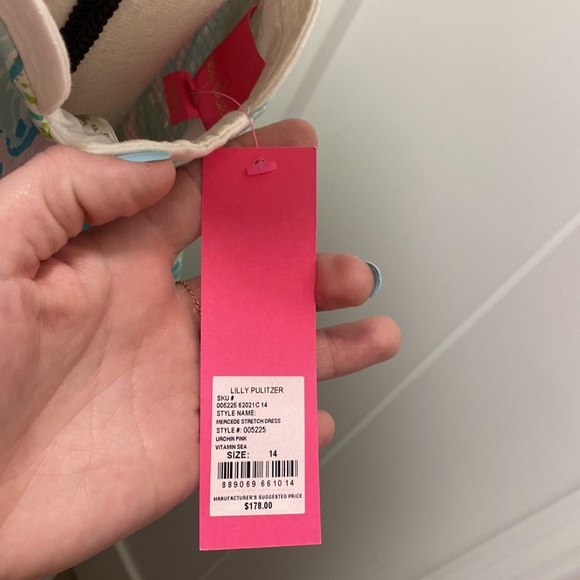 LILLY PULITZER
SKU #
005225 62021C 14
STYLE NAME:
MERCEDE STRETCH DRESS
STYLE #: 005225
URCHIN PINK
VITAMIN SEA
SIZE: 14
889069 661014
MANUFACTURER'S SUGGESTED PRICE
$178.00